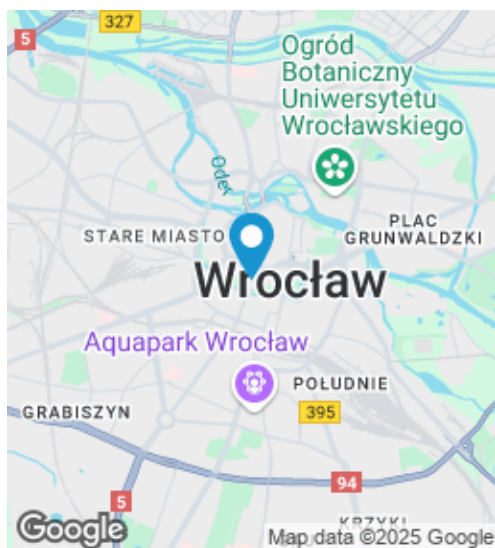 327
5
Ogród
Botaniczny
Uniwersytetu
Wrocławskiego
PLAC
GRUNWALDZKI
STARE MIASTO
Wrocław
Aquapark Wrocław
POŁUDNIE
GRABISZYN
395
94
5
KRZYKI
Google
Map data ©2025 Google